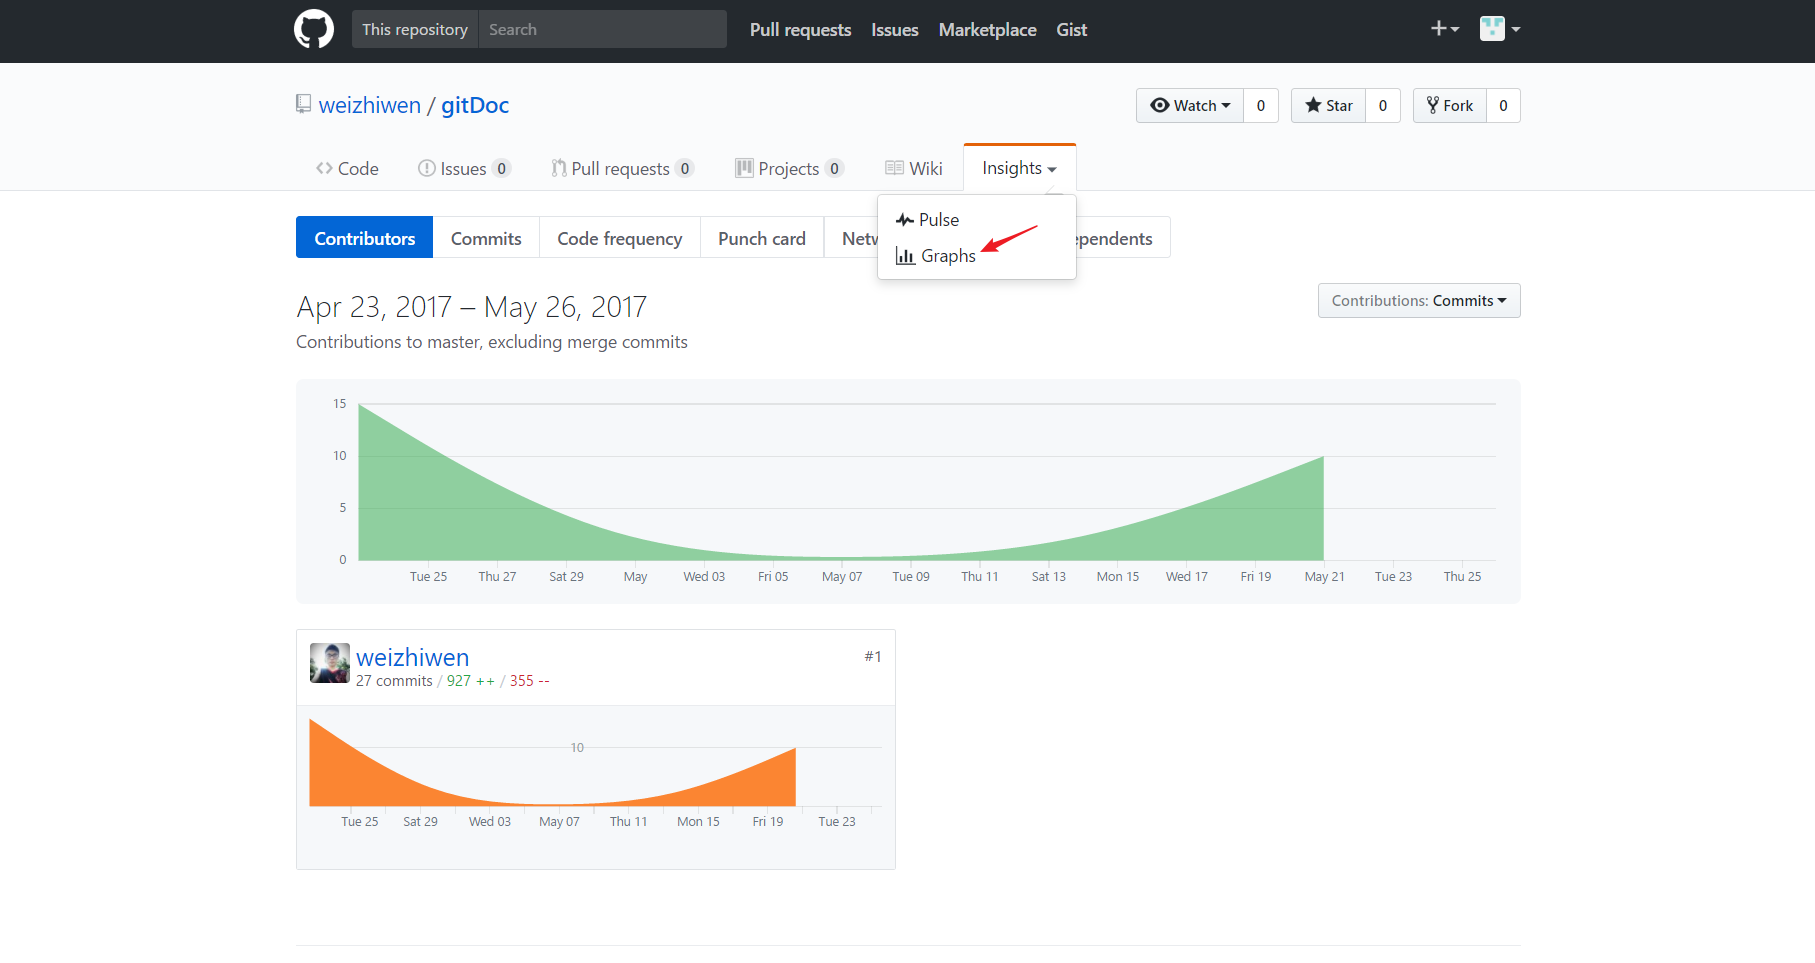 This repository Search Pull requests Issues Marketplace Gist
weizhiwen / gitDoc Watch 0 Star 0 Fork 0
Code Issues 0 Pull requests 0 Projects 0 Wiki Insights
Pulse
Graphs
Contributors Commits Code frequency Punch card Netw ependents
Apr 23, 2017 – May 26, 2017
Contributions: Commits
Contributions to master, excluding merge commits
15
10
5
0
Tue 25 Thu 27 Sat 29 May Wed 03 Fri 05 May 07 Tue 09 Thu 11 Sat 13 Mon 15 Wed 17 Fri 19 May 21 Tue 23 Thu 25
weizhiwen #1
27 commits / 927 ++ / 355 --
10
Tue 25 Sat 29 Wed 03 May 07 Thu 11 Mon 15 Fri 19 Tue 23